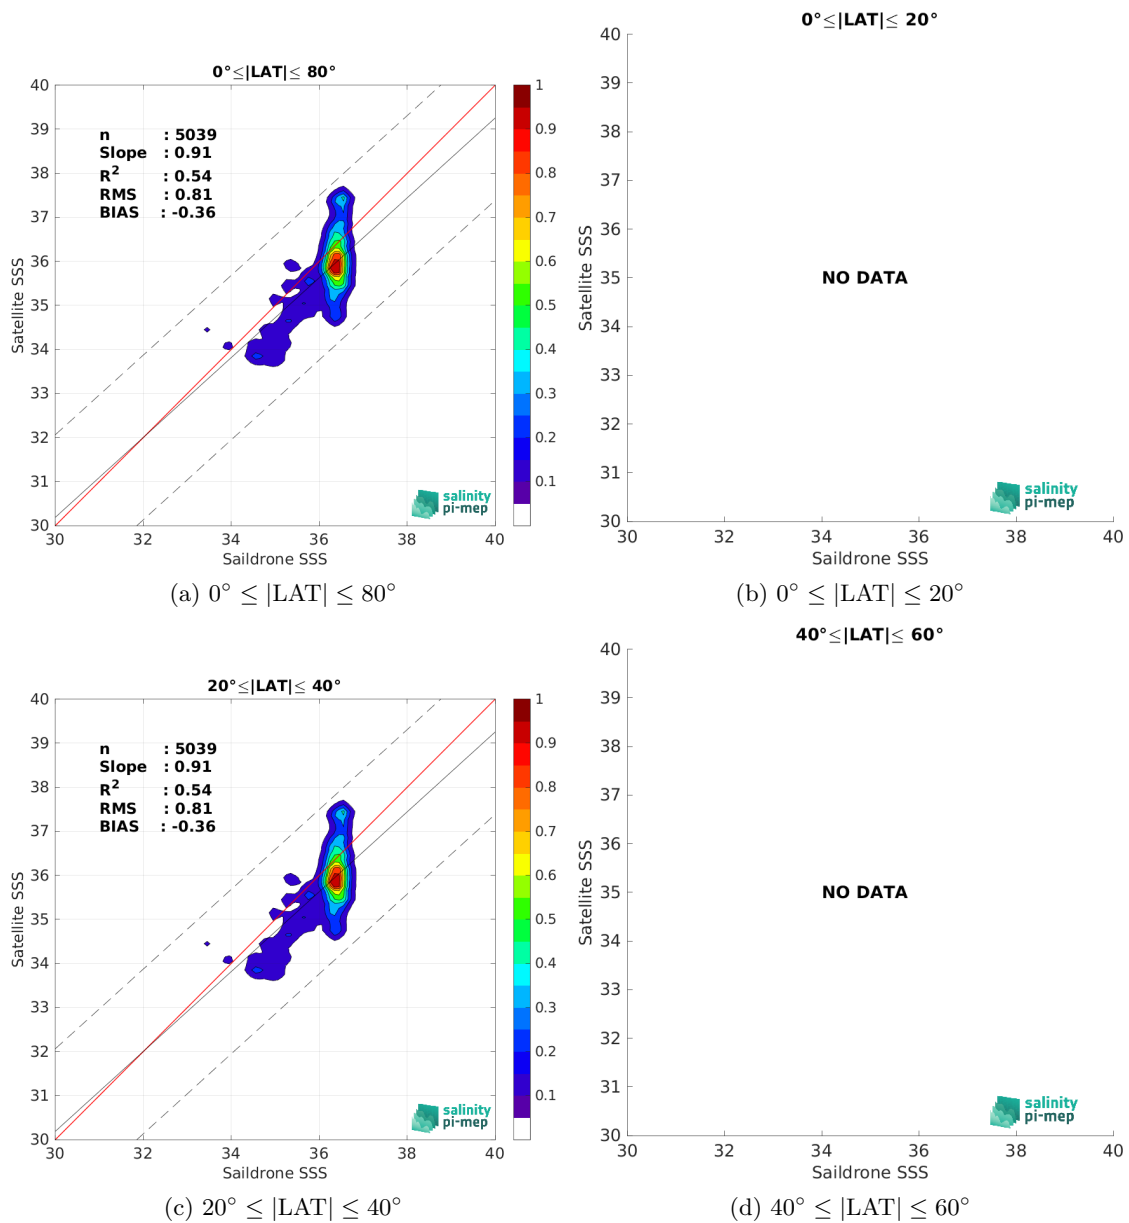 0°≤|LAT|≤ 80°
40
39
38
37
36
35
34
33
32
31
30
Satellite SSS
n : 5039
Slope : 0.91
R2 : 0.54
RMS : 0.81
BIAS : -0.36
salinity
pi-mep
30 32 34 36 38 40
Saildrone SSS
1
0.9
0.8
0.7
0.6
0.5
0.4
0.3
0.2
0.1
(a) 0° ≤ |LAT| ≤ 80°
0°≤|LAT|≤ 20°
40
39
38
37
36
35
34
33
32
31
30
Satellite SSS
NO DATA
salinity
pi-mep
30 32 34 36 38 40
Saildrone SSS
(b) 0° ≤ |LAT| ≤ 20°
20°≤|LAT|≤ 40°
40
39
38
37
36
35
34
33
32
31
30
Satellite SSS
n : 5039
Slope : 0.91
R2 : 0.54
RMS : 0.81
BIAS : -0.36
salinity
pi-mep
30 32 34 36 38 40
Saildrone SSS
1
0.9
0.8
0.7
0.6
0.5
0.4
0.3
0.2
0.1
(c) 20° ≤ |LAT| ≤ 40°
40°≤|LAT|≤ 60°
40
39
38
37
36
35
34
33
32
31
30
Satellite SSS
NO DATA
salinity
pi-mep
30 32 34 36 38 40
Saildrone SSS
(d) 40° ≤ |LAT| ≤ 60°